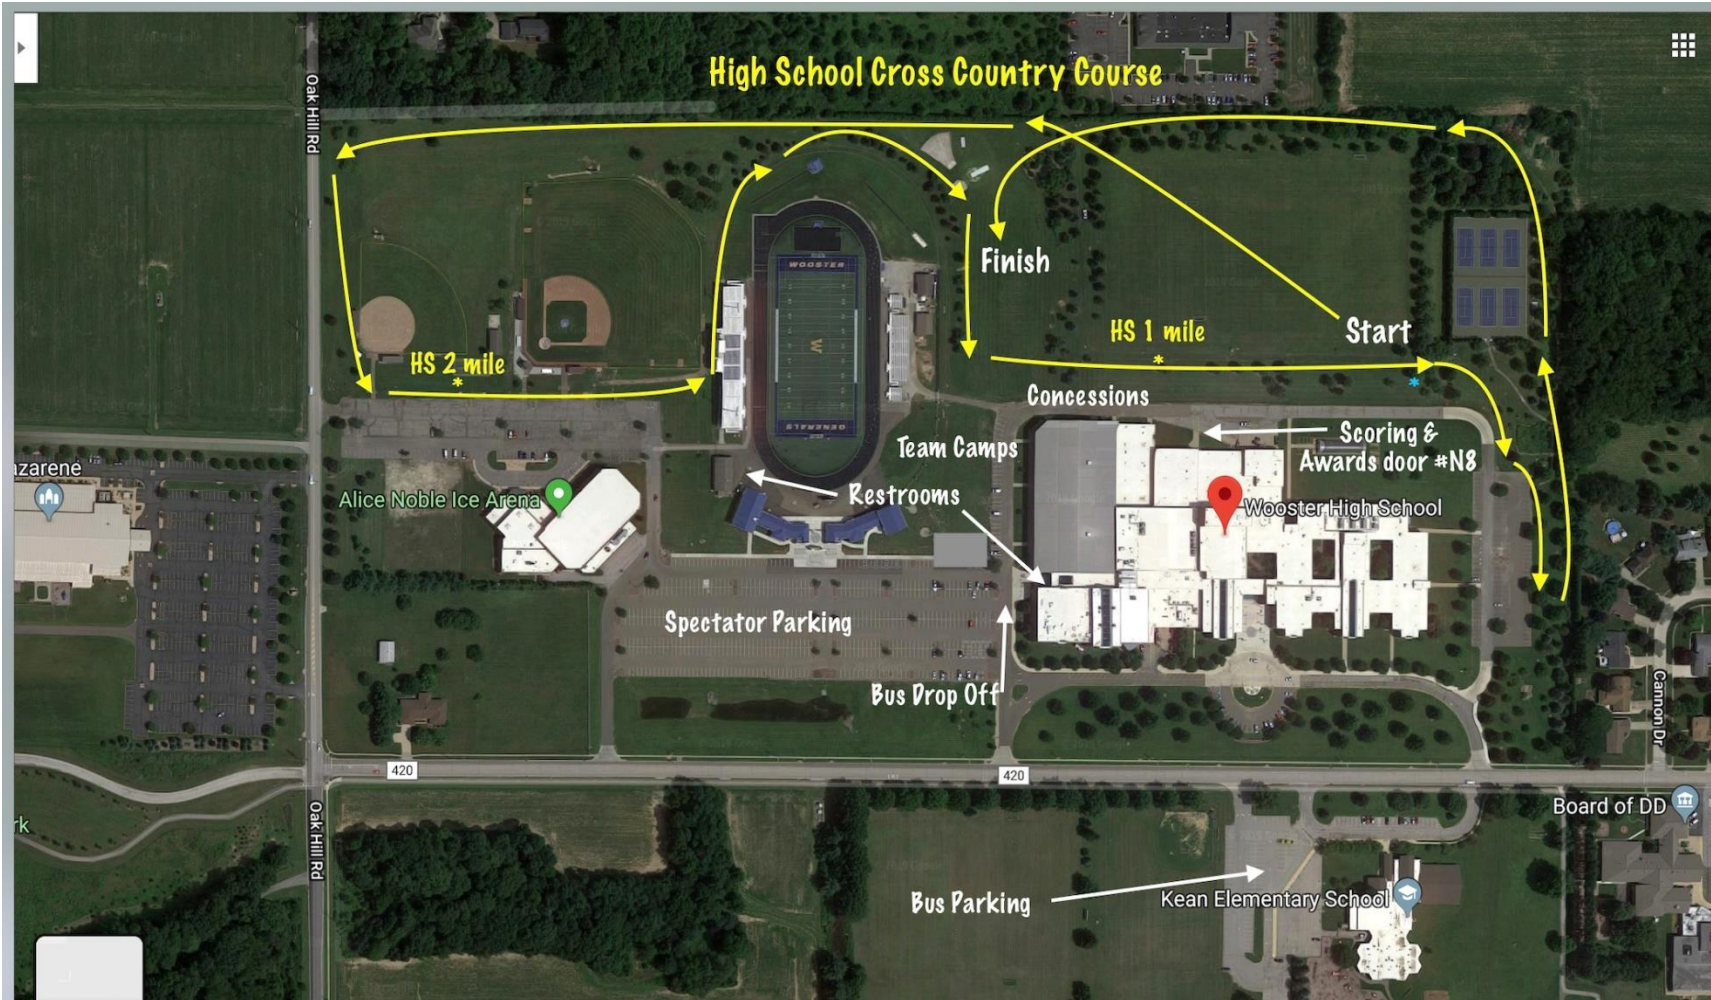 High School Cross Country Course
Oak Hill Rd
Finish
HS 1 mile
*
Start
*
HS 2 mile
*
WOOSTER
W
GENERALS
Concessions
Team Camps
Scoring &
Awards door #N8
azarene
Alice Noble Ice Arena
Restrooms
Wooster High School
Spectator Parking
Bus Drop Off
Cannon Dr
420
420
Oak Hill Rd
rk
Board of DD
Bus Parking
Kean Elementary School